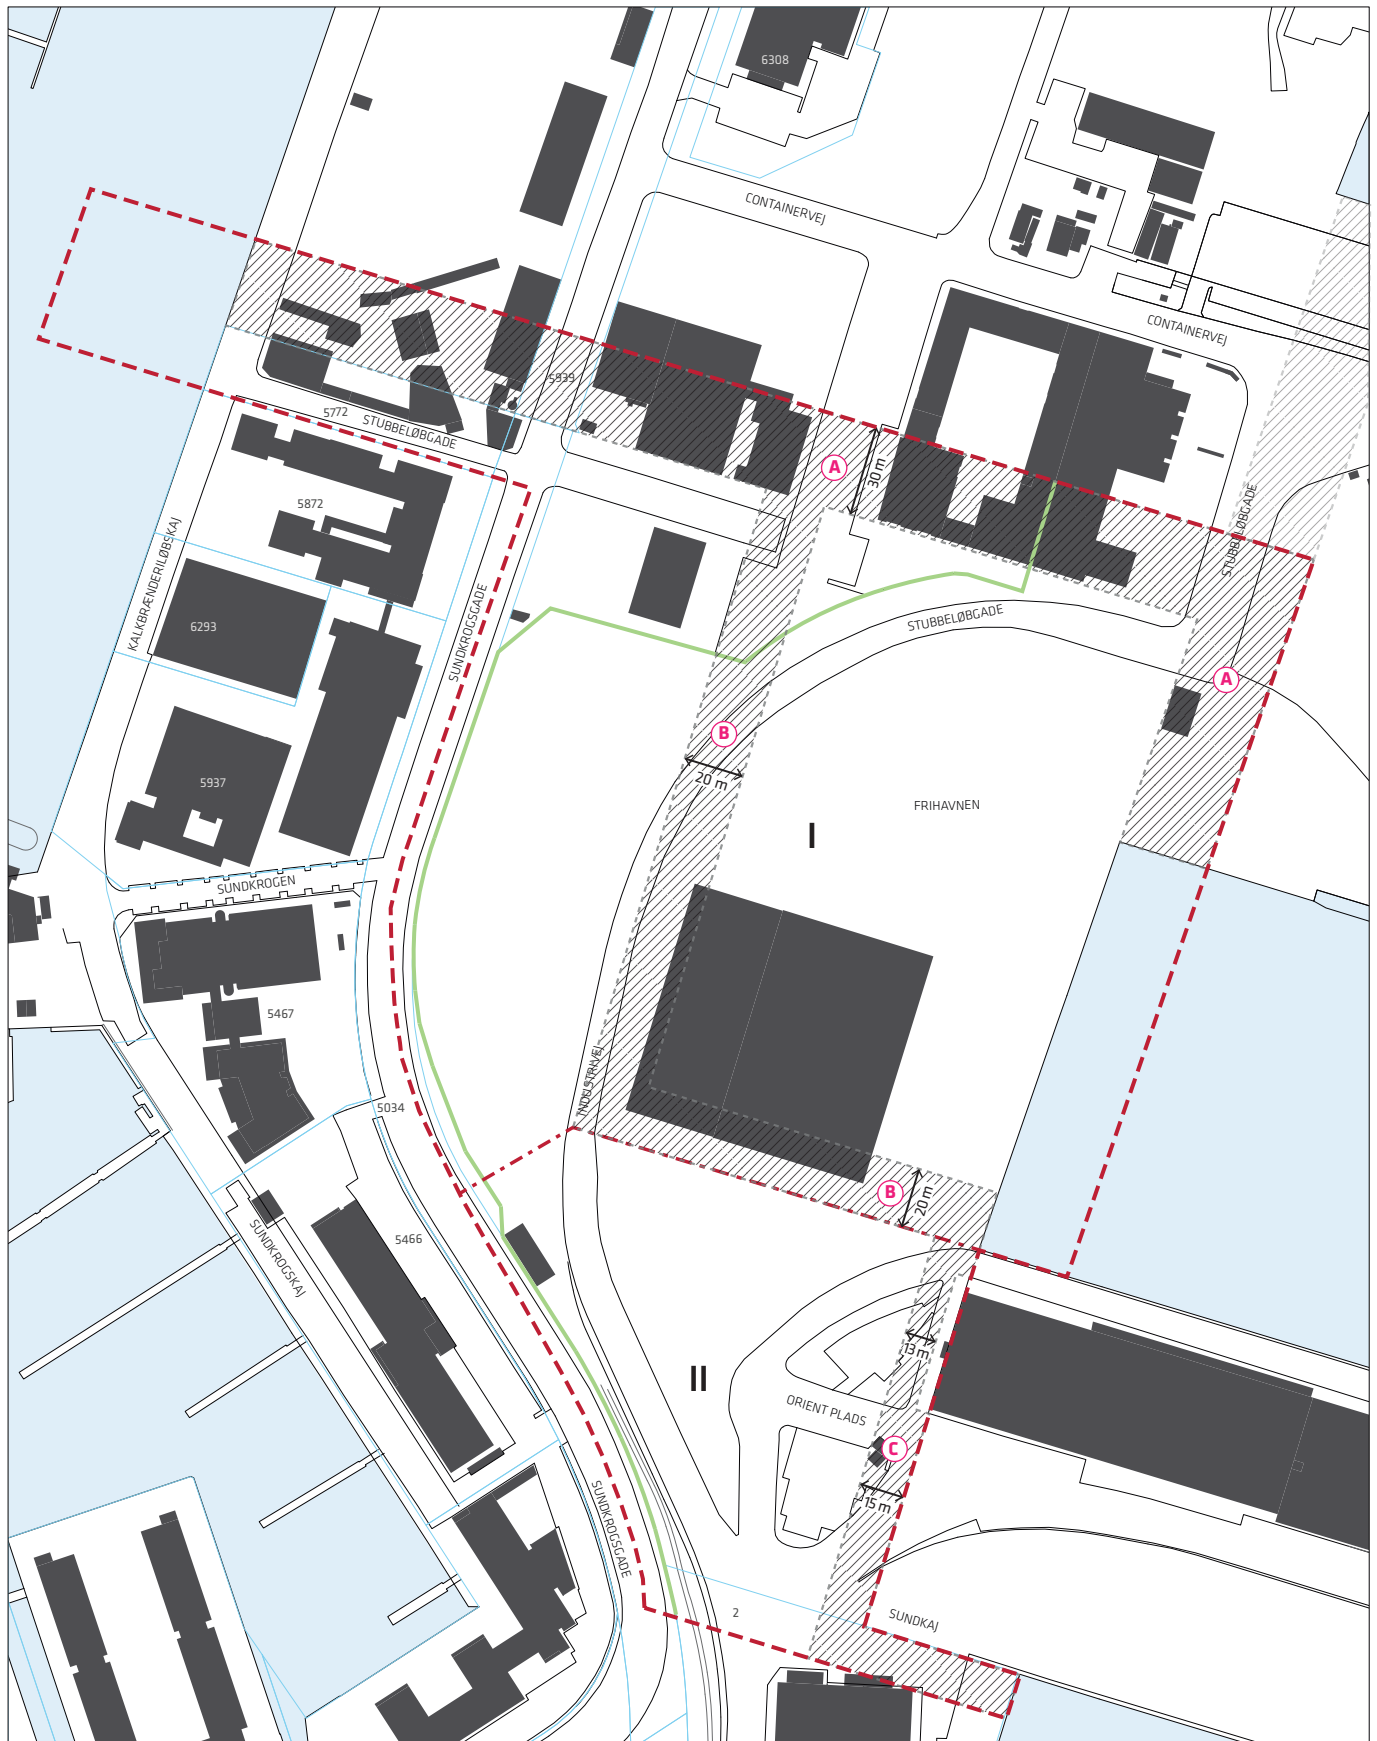 6308
CONTAINERVEJ
CONTAINERVEJ
5939
5772
STUBBELØBGADE
A
30 m
5872
STUBBELØBGADE
KALKBRÆNDERILØBSKAJ
6293
SUNDKROGSGADE
STUBBELØBGADE
A
B
20 m
5937
FRIHAVNEN
I
SUNDKROGEN
5467
INDUSTRIVEJ
5034
B
20 m
SUNDKROGSKAJ
5466
13 m
II
ORIENT PLADS
C
15 m
SUNDKROGSGADE
2
SUNDKAJ